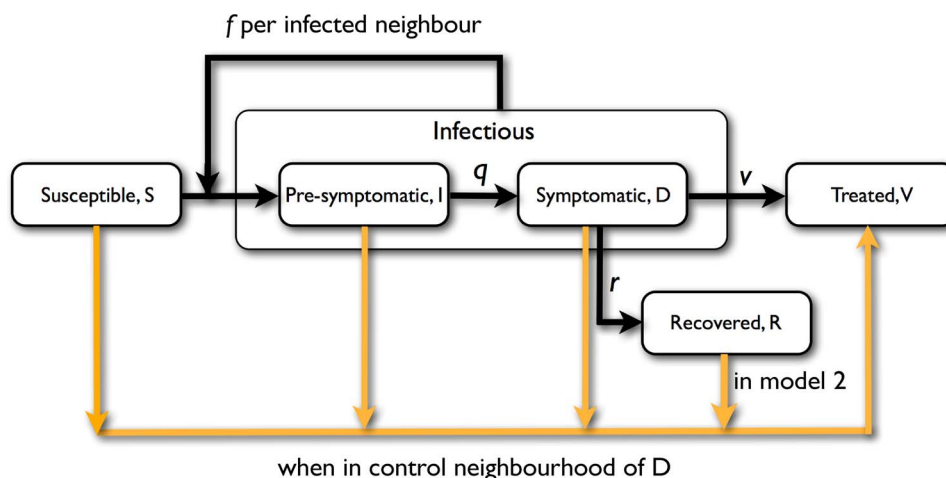 f per infected neighbour
Infectious
Susceptible, S
Pre-symptomatic, I
q
Symptomatic, D
v
Treated, V
r
Recovered, R
in model 2
when in control neighbourhood of D